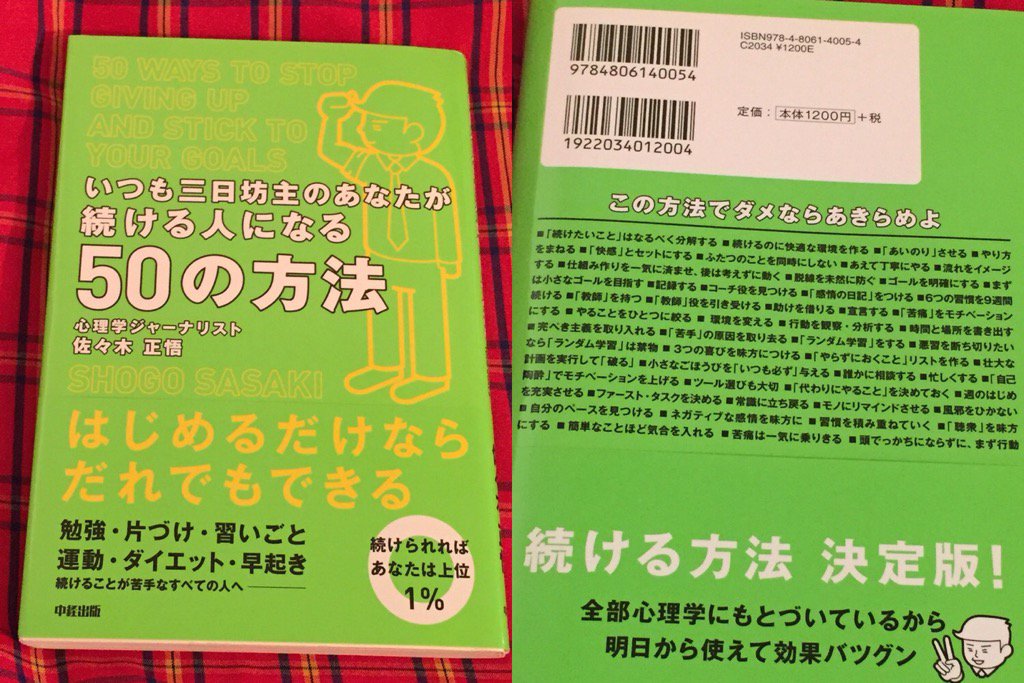 50 WAYS TO STOP
GIVING UP
AND STICK TO
YOUR GOALS
いつも三日坊主のあなたが
続ける人になる
50の方法
心理学ジャーナリスト
佐々木 正悟
SHOGO SASAKI
はじめるだけなら
だれでもできる
勉強・片づけ・習いごと
運動・ダイエット・早起き
続けることが苦手なすべての人へ
続けられれば
あなたは上位
1%
中経出版
ISBN978-4-8061-4005-4
C2034 ¥1200E
9784806140054
定価：本体1200円+税
1922034012004
この方法でダメならあきらめよ
■「続けたいこと」はなるべく分解する ■続けるのに快適な環境を作る ■「あいのり」させる ■やり方
をまねる ■「快感」とセットにする ■ふたつのことを同時にしない ■あえて丁寧にやる ■流れをイメージ
する ■仕組み作りを一気に済ませ、後は考えずに動く ■脱線を未然に防ぐ ■ゴールを明確にする ■まず
は小さなゴールを目指す ■記録する ■コーチ役を見つける ■「感情の日記」をつける ■6つの習慣を9週間
続ける ■「教師」を持つ ■「教師」役を引き受ける ■助けを借りる ■宣言する ■「苦痛」をモチベーション
にする ■やることをひとつに絞る ■環境を変える ■行動を観察・分析する ■時間と場所を書き出す
■完ぺき主義を取り入れる ■「苦手」の原因を取り去る ■「ランダム学習」をする ■悪習を断ち切りたい
なら「ランダム学習」は禁物 ■3つの喜びを味方につける ■「やらずにおくこと」リストを作る ■壮大な
計画を実行して「破る」 ■小さなごほうびを「いつも必ず」与える ■誰かに相談する ■忙しくする ■「自己
陶酔」でモチベーションを上げる ■ツール選びも大切 ■「代わりにやること」を決めておく ■週のはじめ
を充実させる ■ファースト・タスクを決める ■常識に立ち戻る ■モノにリマインドさせる ■風邪をひかない
■自分のペースを見つける ■ネガティブな感情を味方に ■習慣を積み重ねていく ■「聴衆」を味方
にする ■簡単なことほど気合を入れる ■苦痛は一気に乗りきる ■頭でっかちにならずに、まず行動
続ける方法 決定版！
全部心理学にもとづいているから
明日から使えて効果バツグン